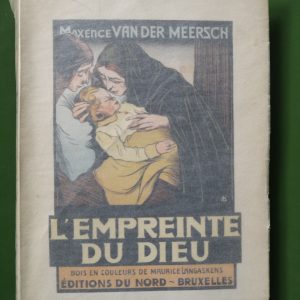 MAXENCE VAN DER MEERSCH
L'EMPREINTE
DU DIEU
BOIS EN COULEURS DE MAURICE LANGASKENS
ÉDITIONS DU NORD - BRUXELLES